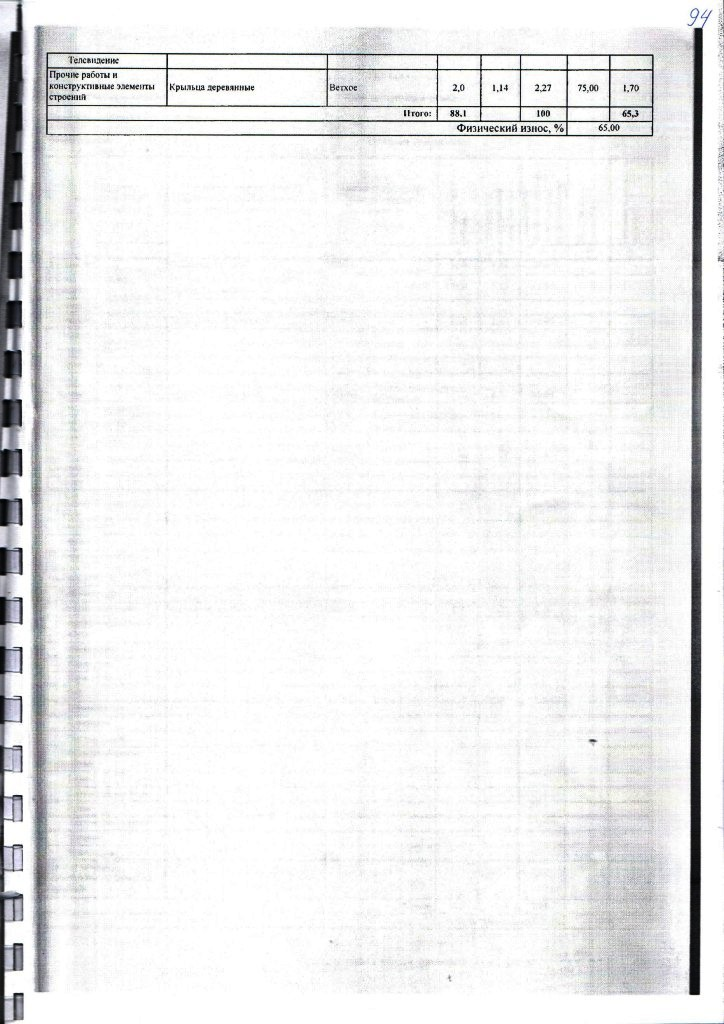 94
Телевидение
Прочие работы и
конструктивные элементы
строений
Крыльца деревянные
Ветхое
2,0
1,14
2,27
75,00
1,70
Итого:
88.1
100
65,3
Физический износ, %
65,00